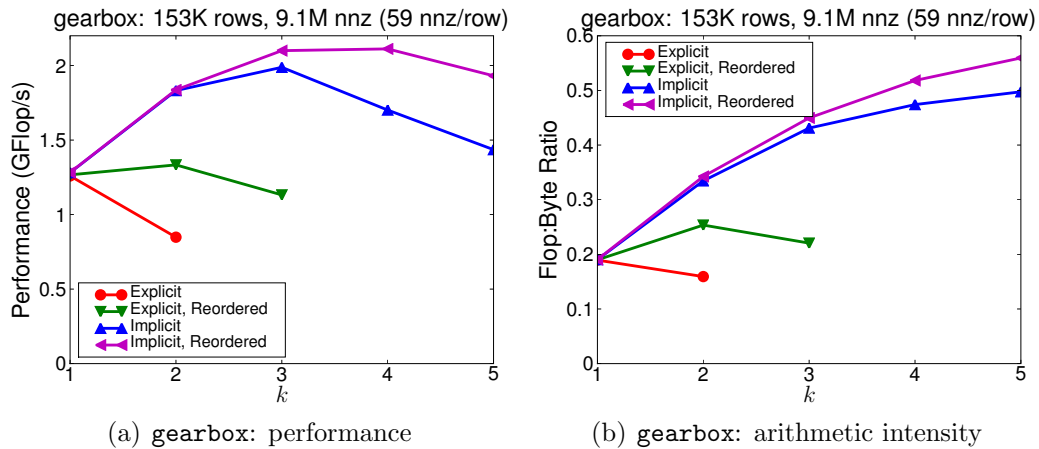 gearbox: 153K rows, 9.1M nnz (59 nnz/row)
Performance (GFlop/s)
2
1.5
1
0.5
0
Explicit
Explicit, Reordered
Implicit
Implicit, Reordered
1 2 3 4 5
k
(a) gearbox: performance
gearbox: 153K rows, 9.1M nnz (59 nnz/row)
Flop:Byte Ratio
0.6
0.5
0.4
0.3
0.2
0.1
0
Explicit
Explicit, Reordered
Implicit
Implicit, Reordered
1 2 3 4 5
k
(b) gearbox: arithmetic intensity